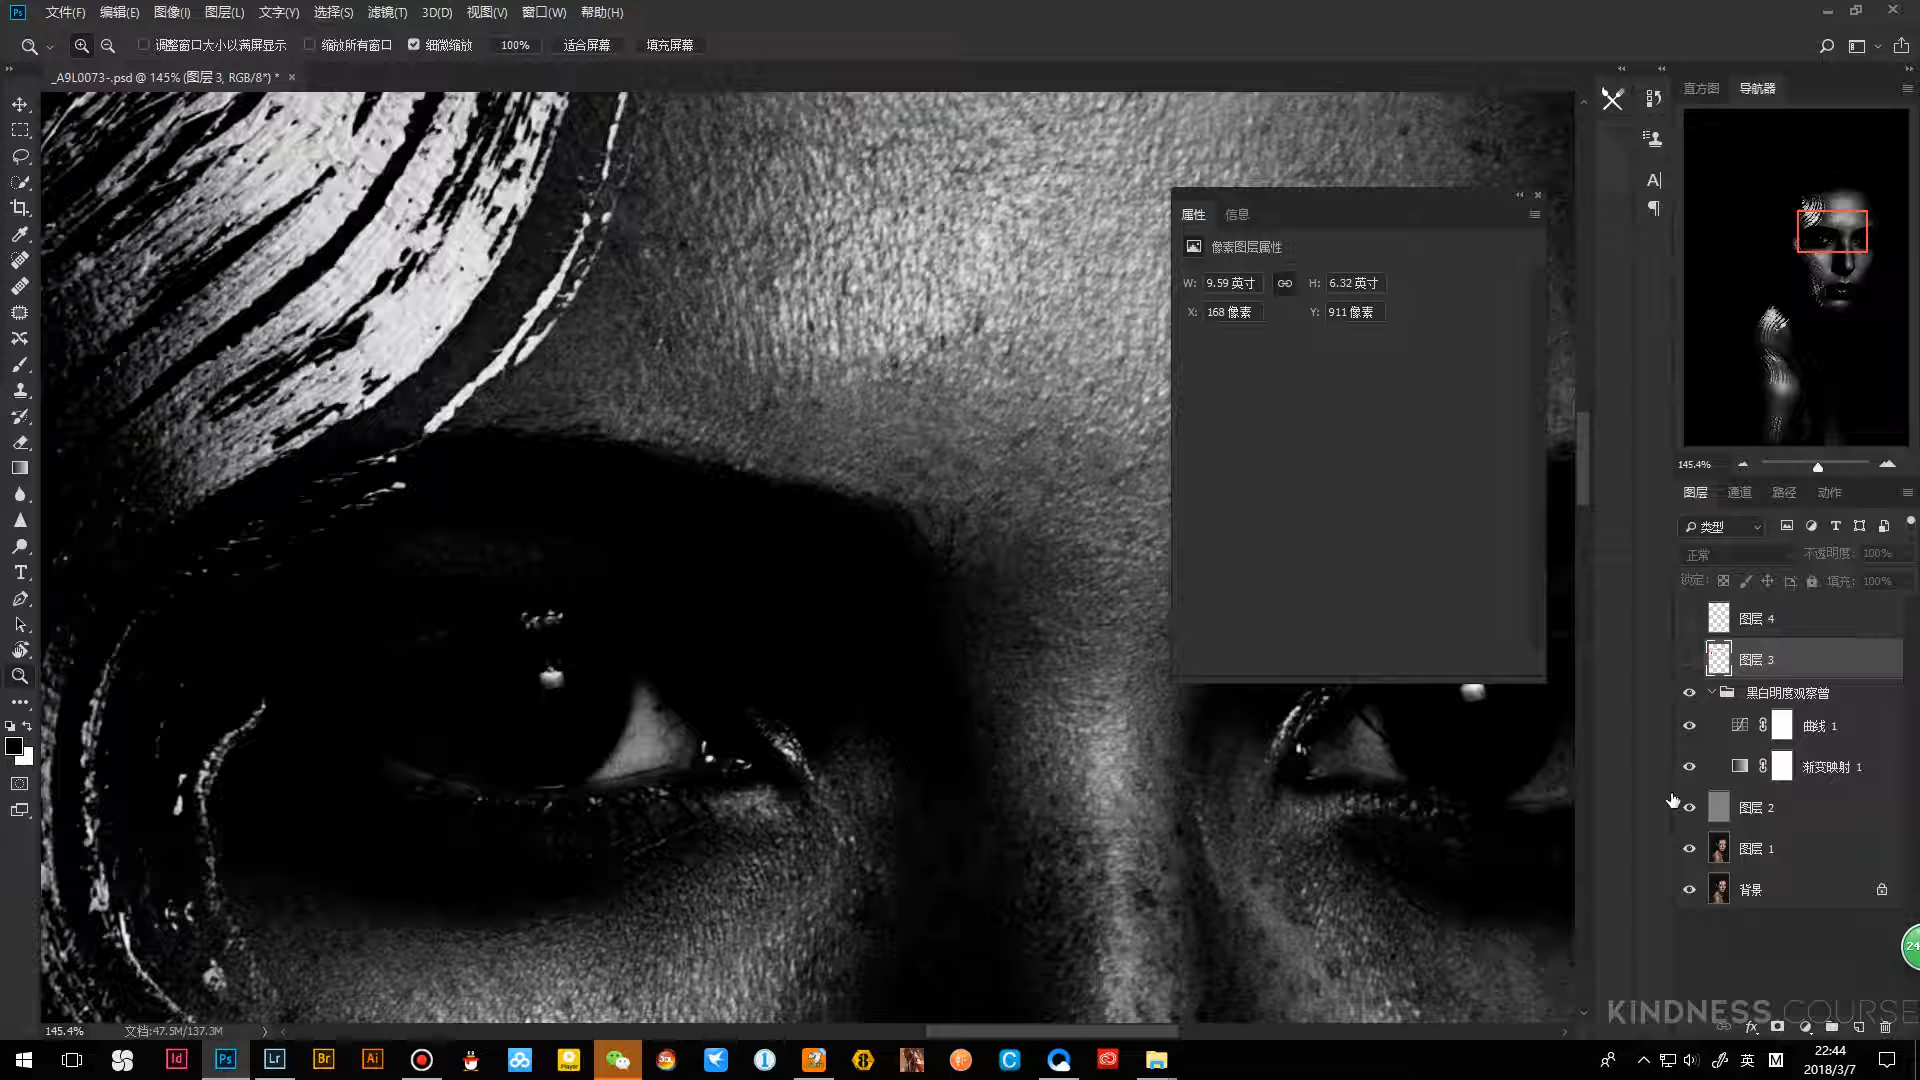 Ps 文件(F) 编辑(E) 图像(I) 图层(L) 文字(Y) 选择(S) 滤镜(T) 3D(D) 视图(V) 窗口(W) 帮助(H)
调整窗口大小以满屏显示 缩放所有窗口 细微缩放 100% 适合屏幕 填充屏幕
_A9L0073-.psd @ 145% (图层 3, RGB/8*) * ×
直方图 导航器
属性 信息
像素图层属性
W: 9.59 英寸 H: 6.32 英寸
X: 168 像素 Y: 911 像素
145.4%
图层 通道 路径 动作
类型
正常 不透明度: 100%
锁定: 填充: 100%
图层 4
图层 3
黑白明度观察曾
曲线 1
渐变映射 1
图层 2
图层 1
背景
24
KINDNESS COURSE
145.4% 文档:47.5M/137.3M
Id Ps Lr Br Ai
英 M
22:44
2018/3/7